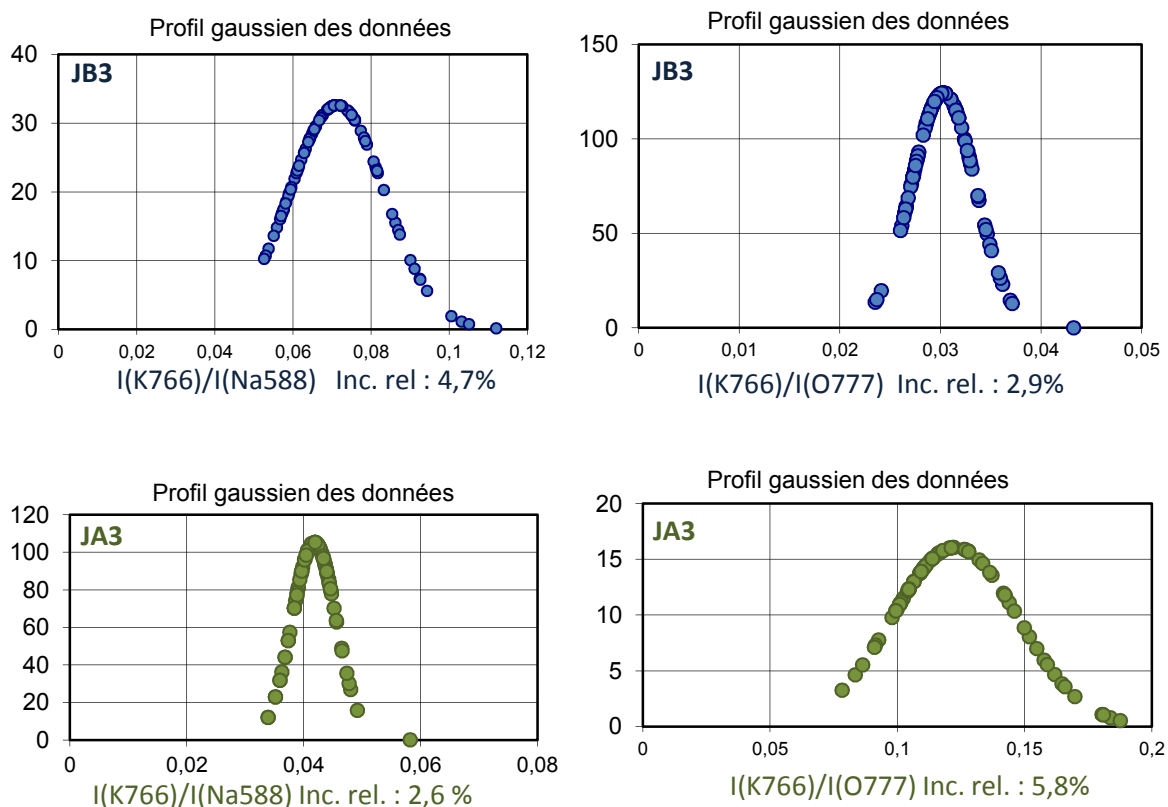 Profil gaussien des données
40
30
20
10
0
JB3
0 0,02 0,04 0,06 0,08 0,1 0,12
I(K766)/I(Na588) Inc. rel : 4,7%
Profil gaussien des données
150
100
50
0
JB3
0 0,01 0,02 0,03 0,04 0,05
I(K766)/I(O777) Inc. rel. : 2,9%
Profil gaussien des données
120
100
80
60
40
20
0
JA3
0 0,02 0,04 0,06 0,08
I(K766)/I(Na588) Inc. rel. : 2,6 %
Profil gaussien des données
20
15
10
5
0
JA3
0 0,05 0,1 0,15 0,2
I(K766)/I(O777) Inc. rel. : 5,8%